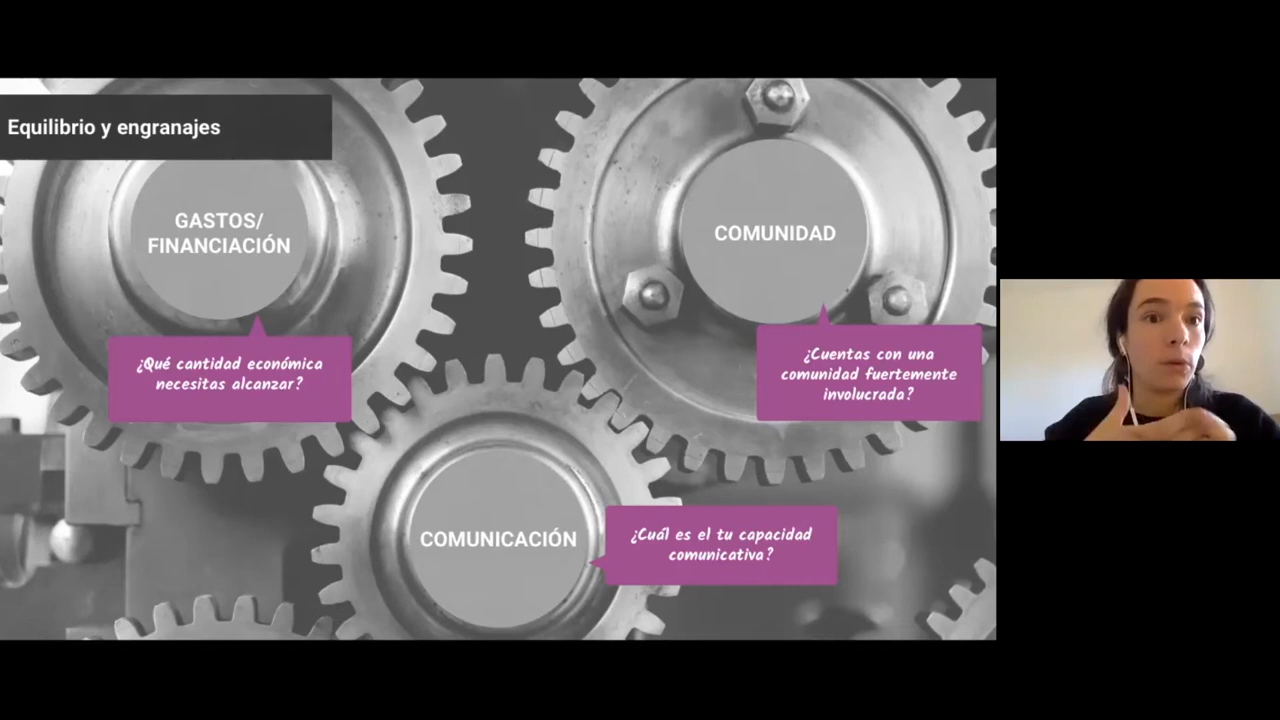 Equilibrio y engranajes
GASTOS/
FINANCIACIÓN
¿Qué cantidad económica
necesitas alcanzar?
COMUNIDAD
¿Cuentas con una
comunidad fuertemente
involucrada?
COMUNICACIÓN
¿Cuál es el tu capacidad
comunicativa?